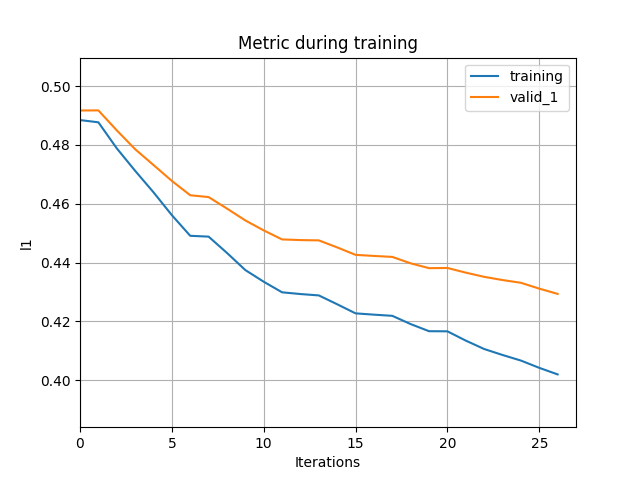 Metric during training
training
valid_1
l1
0.50
0.48
0.46
0.44
0.42
0.40
0 5 10 15 20 25
Iterations